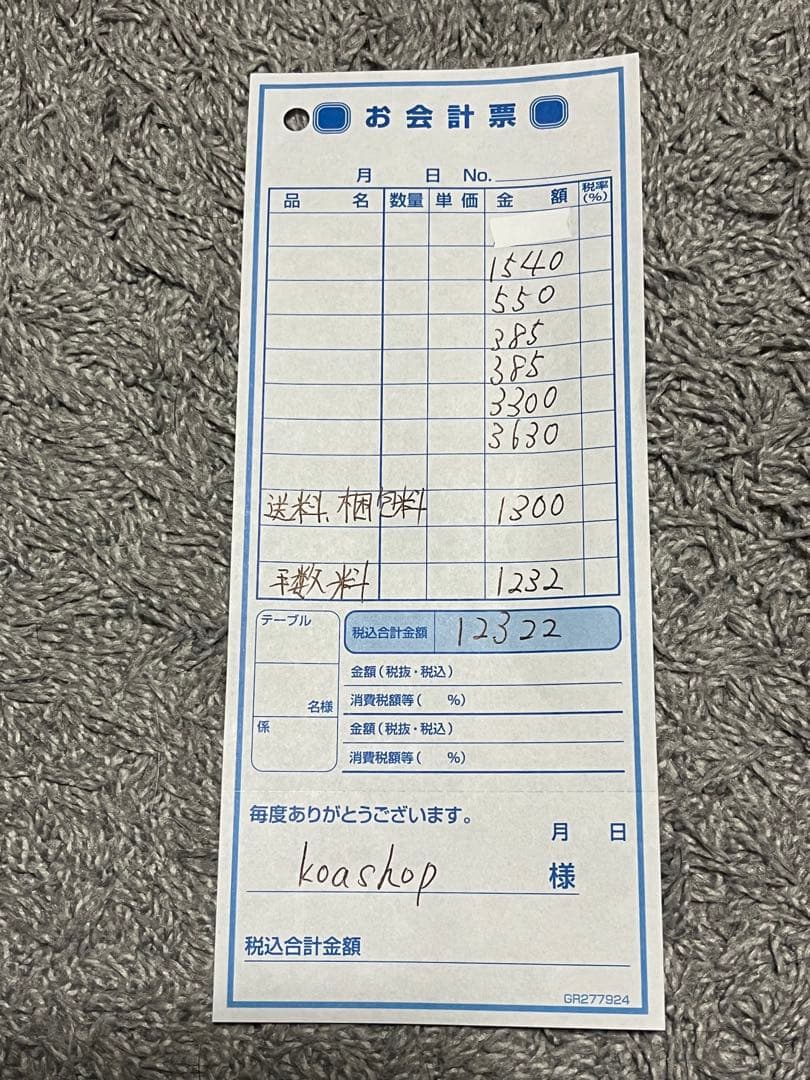 お会計票
月 日 No.
品 名 数量 単価 金 額 税率(%)
1540
550
385
385
3300
3630
送料、梱包料 1300
手数料 1232
テーブル
税込合計金額 12322
金額(税抜・税込)
名様
消費税額等( %)
係
金額(税抜・税込)
消費税額等( %)
毎度ありがとうございます。
月 日
koashop 様
税込合計金額
GR277924